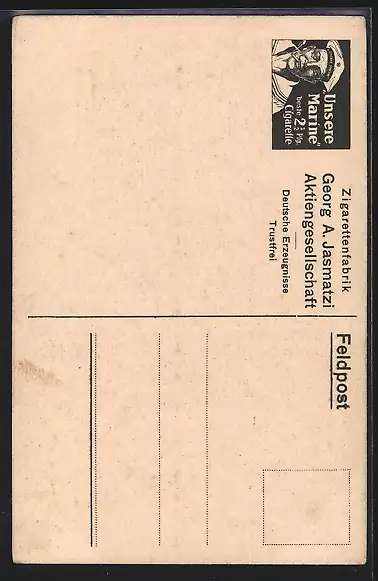 „Unsere
Marine“
beste 2½ Pfg.
Cigarette
Zigarettenfabrik
Georg A. Jasmatzi
Aktiengesellschaft
Deutsche Erzeugnisse
Trustfrei
Feldpost